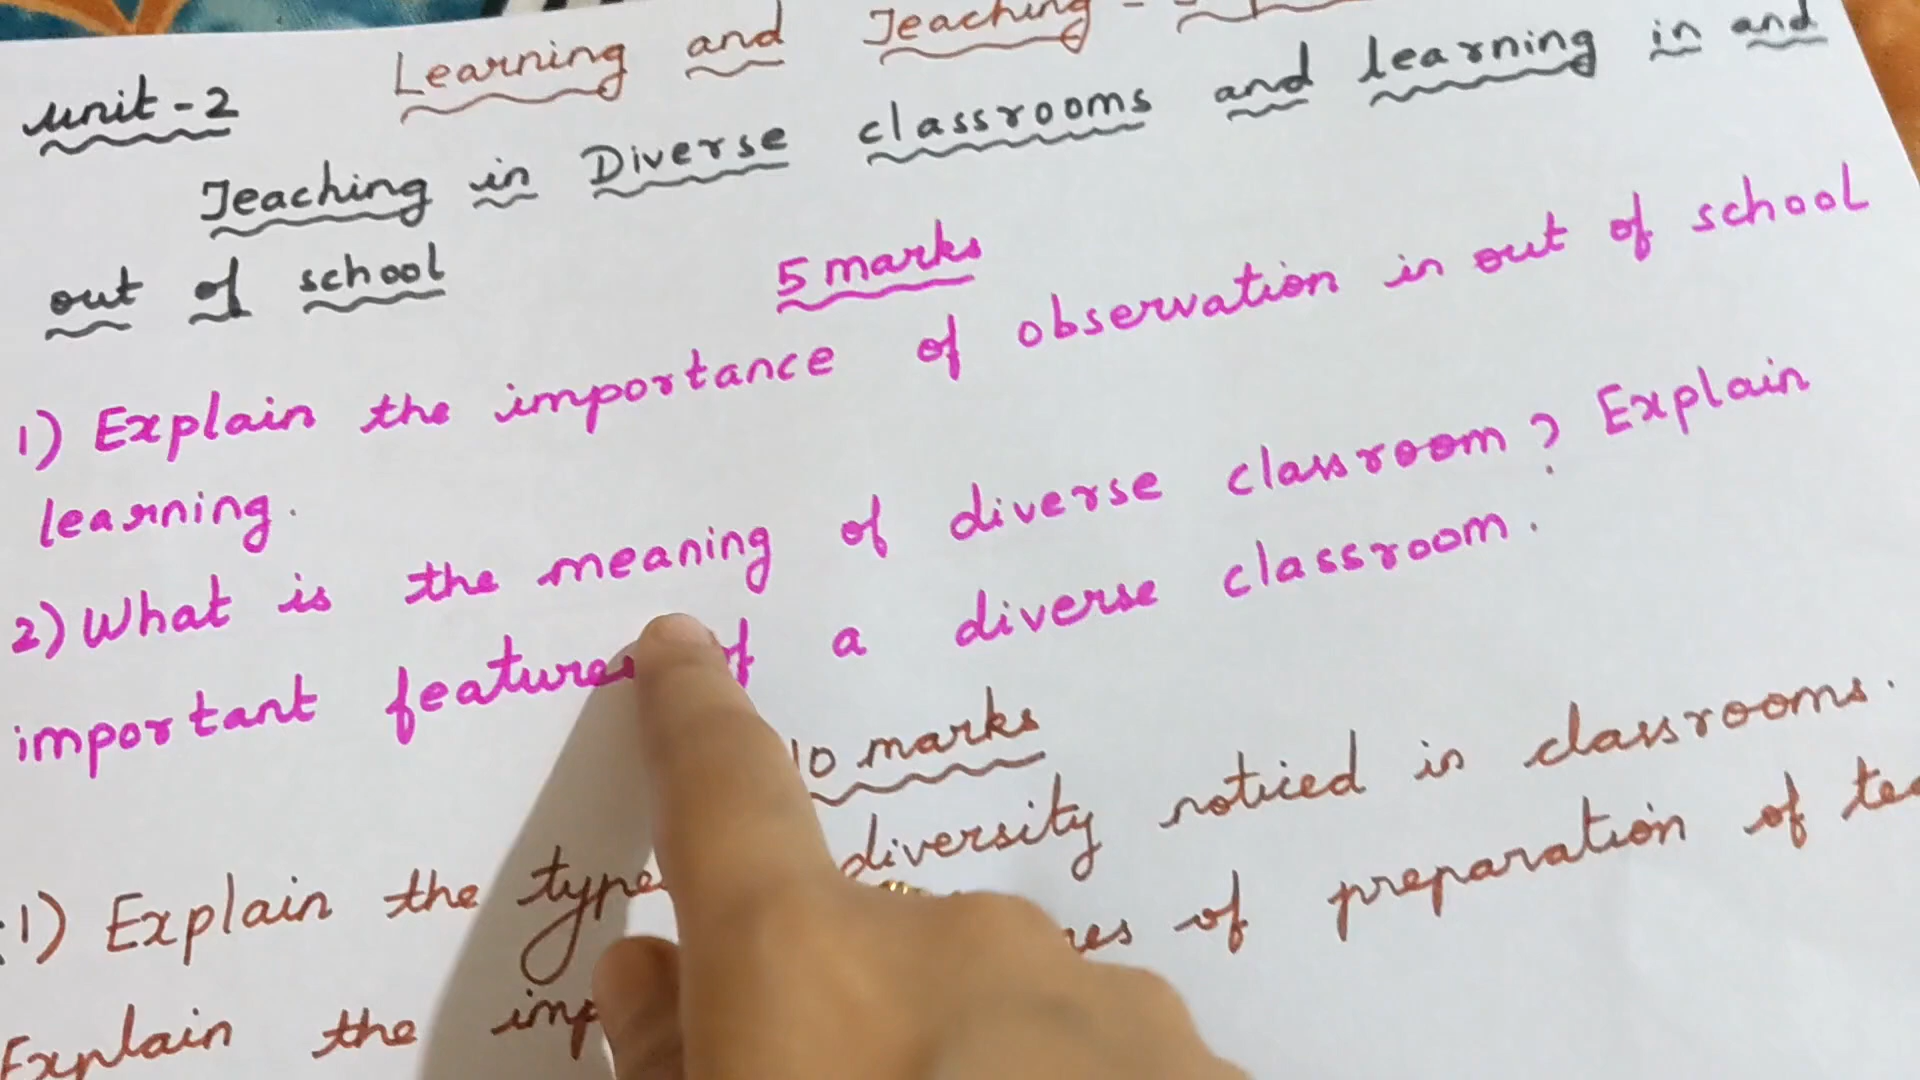 Learning and Teaching -
unit - 2
Teaching in Diverse classrooms and learning in and
out of school
5 marks
1) Explain the importance of observation in out of school
learning.
2) What is the meaning of diverse classroom? Explain
important features of a diverse classroom.
10 marks
1) Explain the diversity noticed in classrooms.
Explain the of preparation of